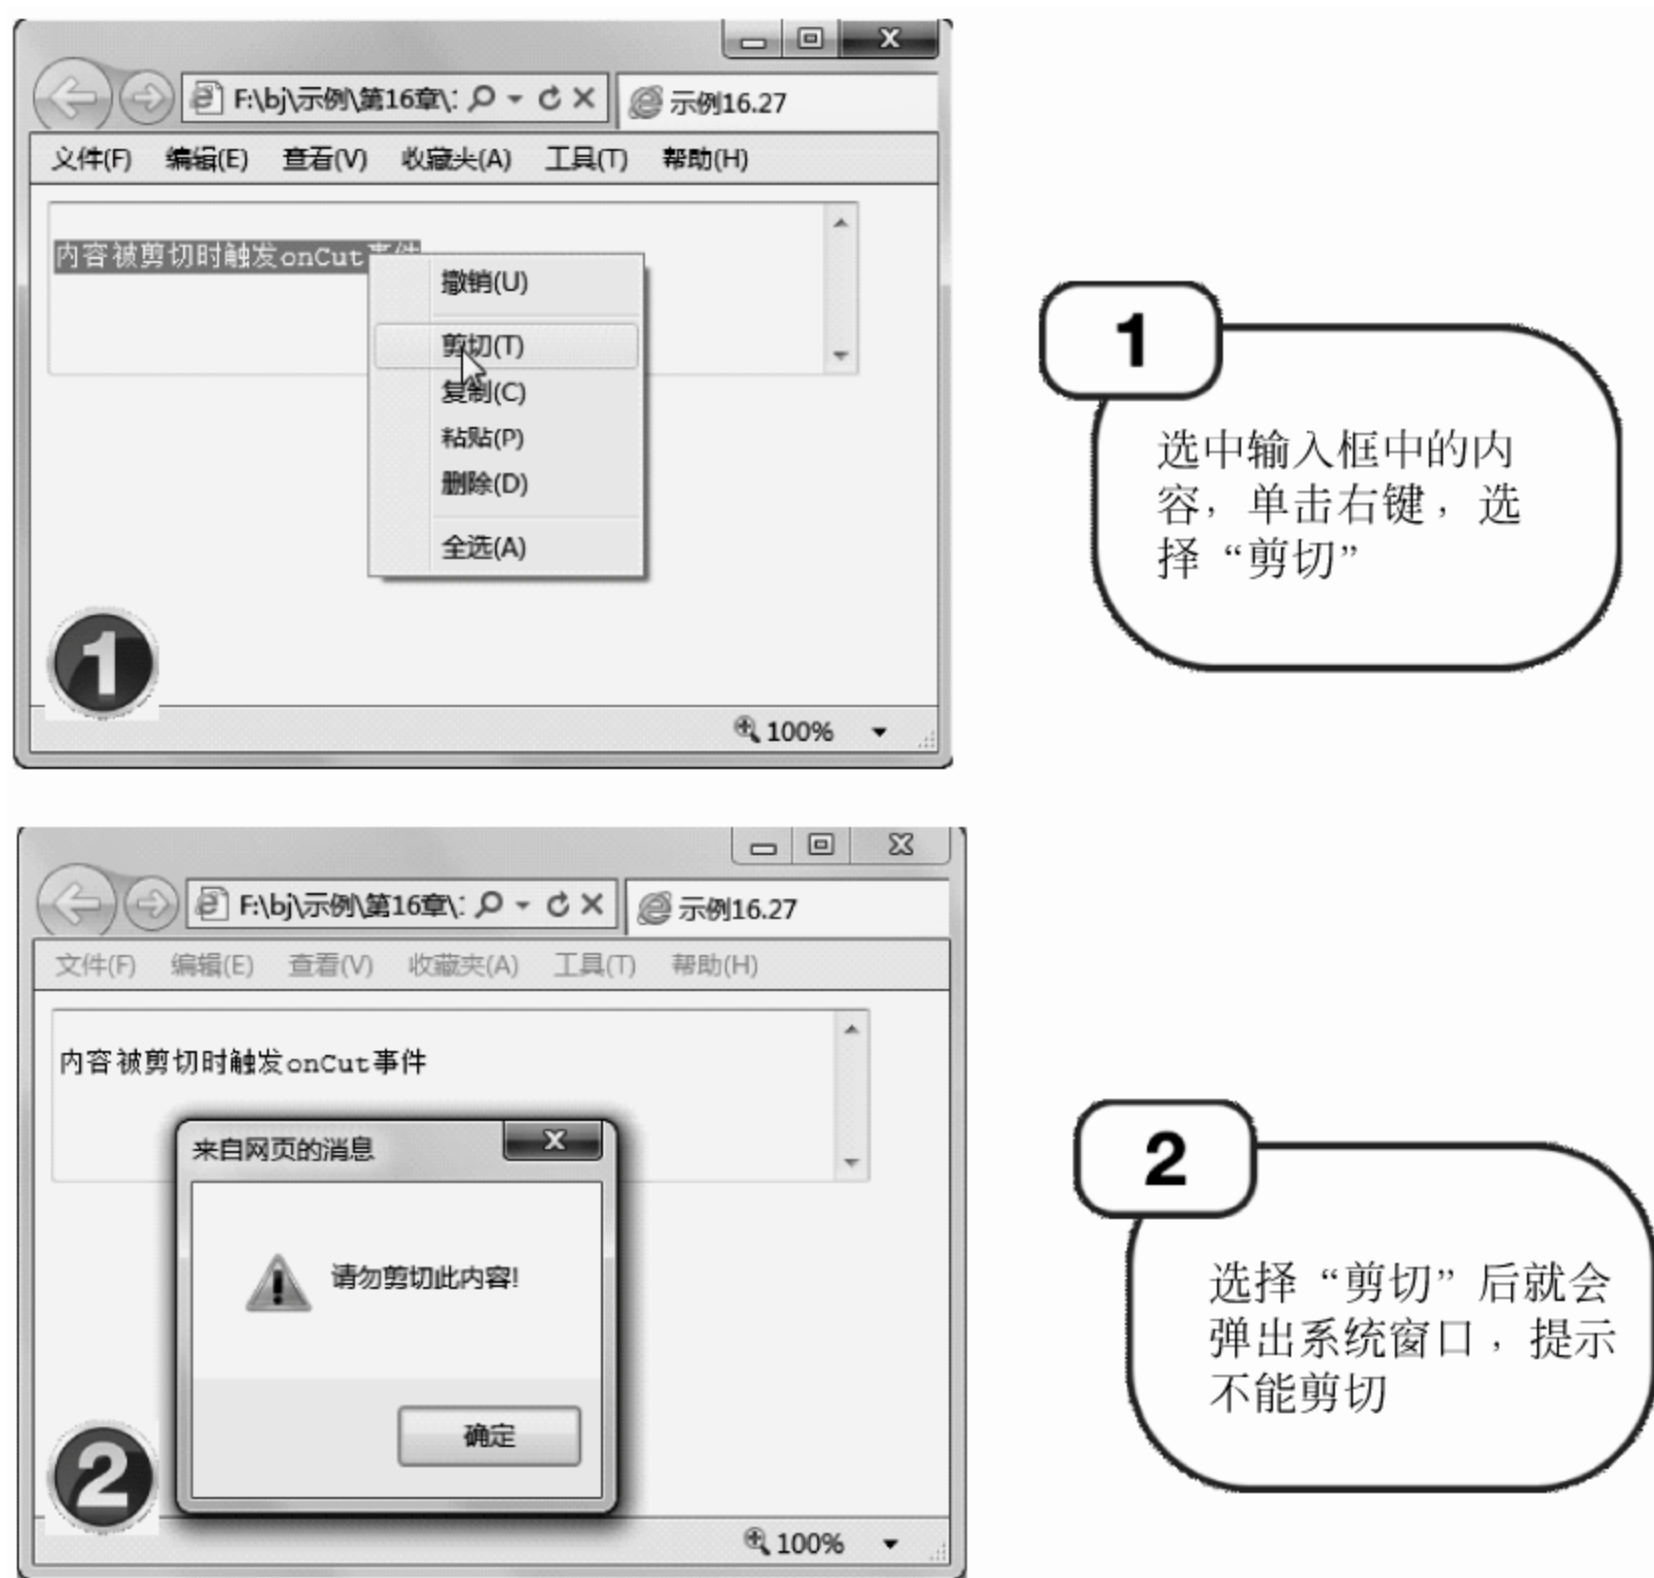 F:\bj\示例\第16章\
示例16.27
文件(F) 编辑(E) 查看(V) 收藏夹(A) 工具(T) 帮助(H)
内容被剪切时触发onCut事件
撤销(U)
剪切(T)
复制(C)
粘贴(P)
删除(D)
全选(A)
1
100%
1
选中输入框中的内
容，单击右键，选
择“剪切”
F:\bj\示例\第16章\
示例16.27
文件(F) 编辑(E) 查看(V) 收藏夹(A) 工具(T) 帮助(H)
内容被剪切时触发onCut事件
来自网页的消息
请勿剪切此内容!
确定
2
100%
2
选择“剪切”后就会
弹出系统窗口，提示
不能剪切